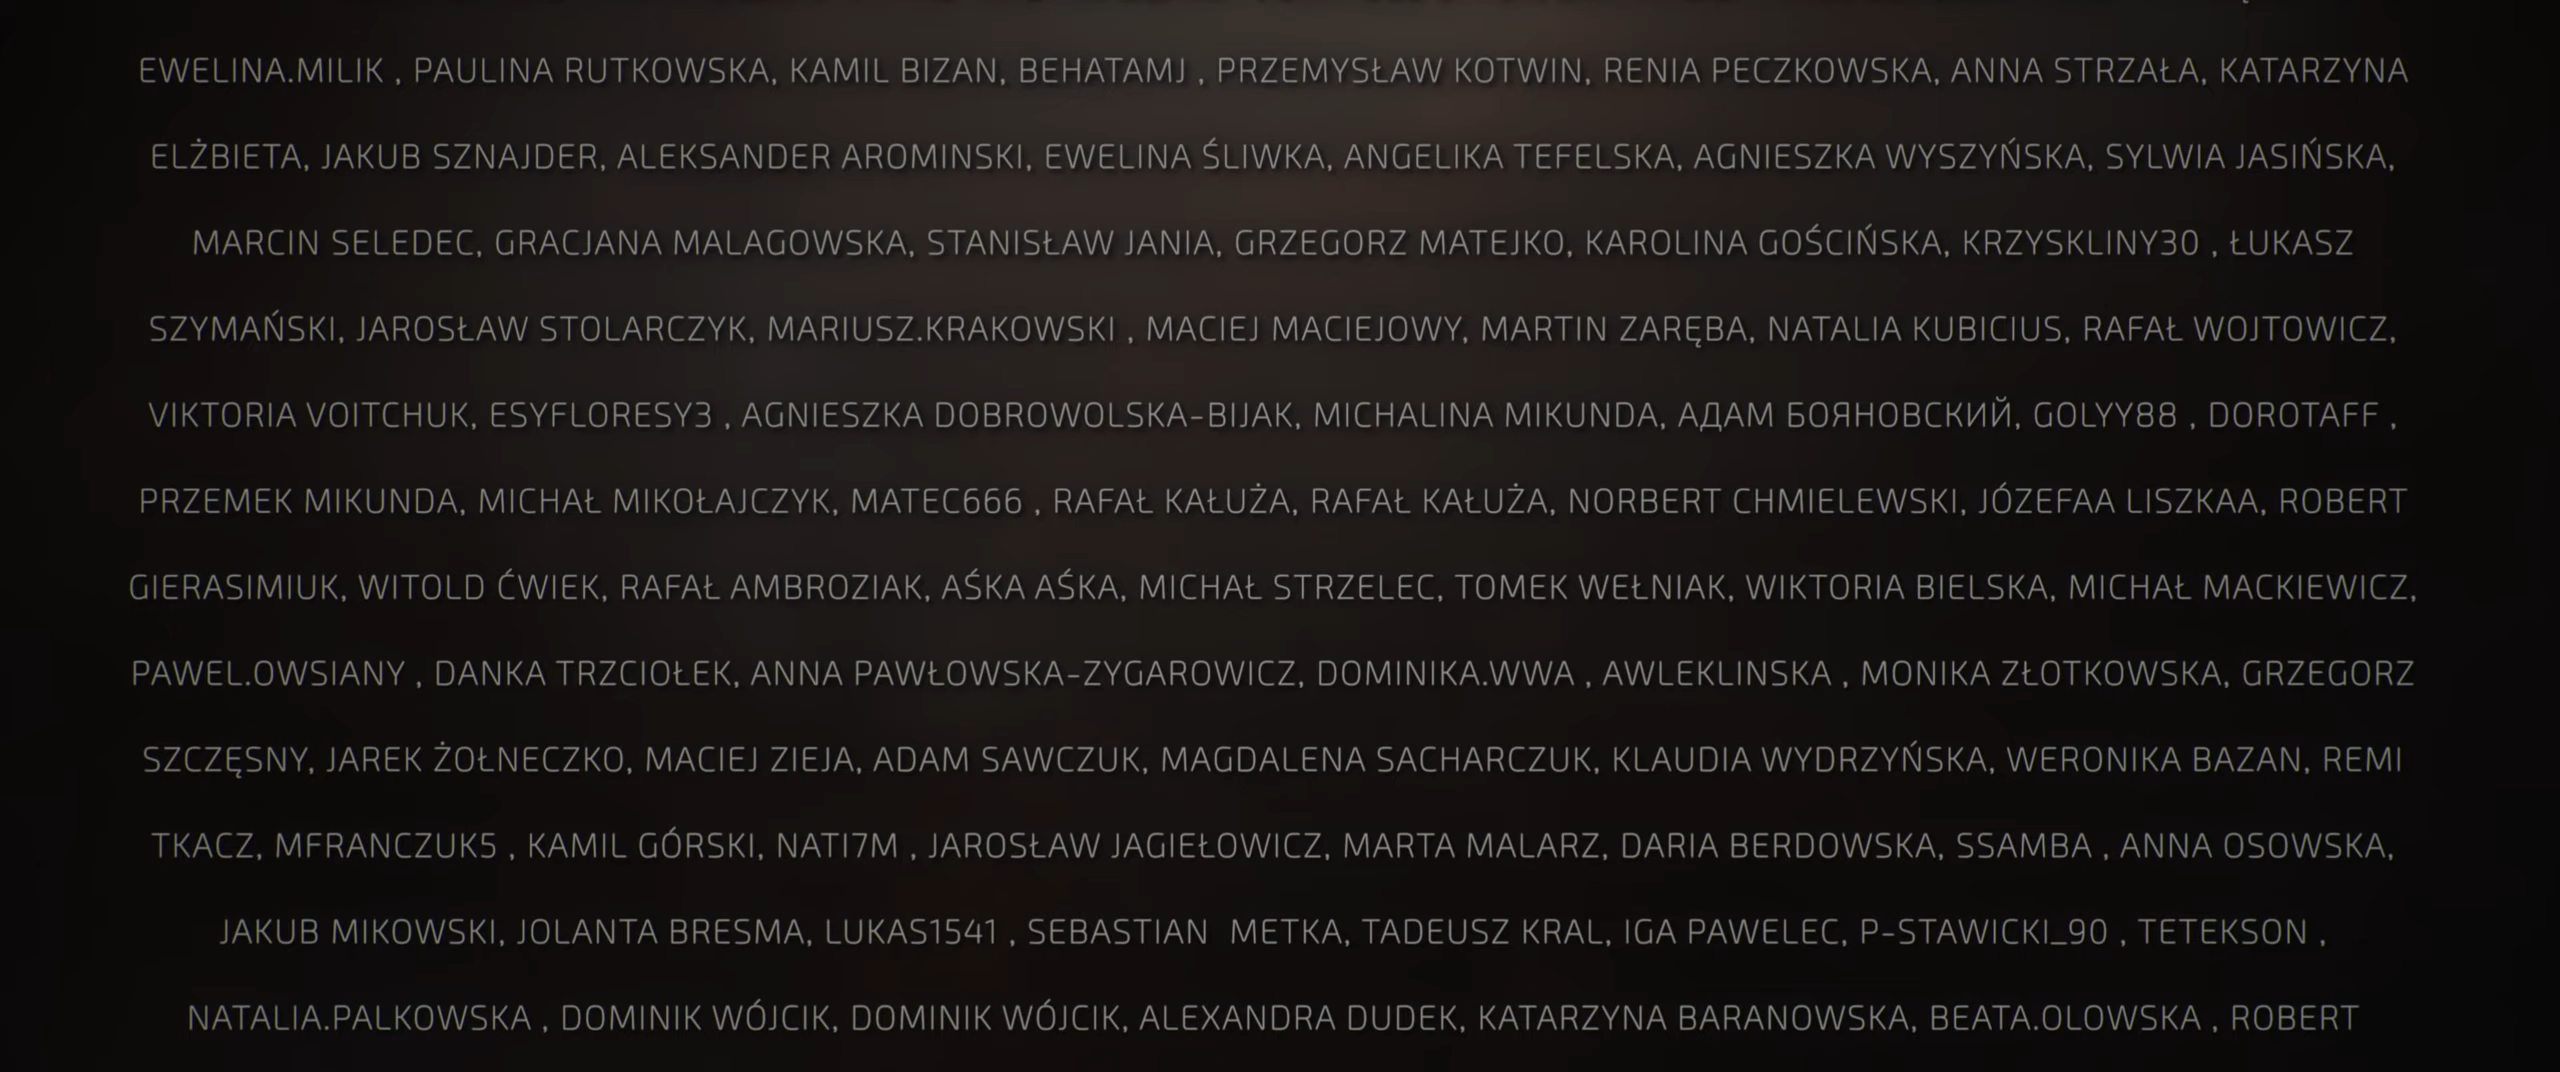 EWELINA.MILIK , PAULINA RUTKOWSKA, KAMIL BIZAN, BEHATAMJ , PRZEMYSŁAW KOTWIN, RENIA PECZKOWSKA, ANNA STRZAŁA, KATARZYNA
ELŻBIETA, JAKUB SZNAJDER, ALEKSANDER AROMINSKI, EWELINA ŚLIWKA, ANGELIKA TEFELSKA, AGNIESZKA WYSZYŃSKA, SYLWIA JASIŃSKA,
MARCIN SELEDEC, GRACJANA MALAGOWSKA, STANISŁAW JANIA, GRZEGORZ MATEJKO, KAROLINA GOŚCIŃSKA, KRZYSKLINY30 , ŁUKASZ
SZYMAŃSKI, JAROSŁAW STOLARCZYK, MARIUSZ.KRAKOWSKI , MACIEJ MACIEJOWY, MARTIN ZARĘBA, NATALIA KUBICIUS, RAFAŁ WOJTOWICZ,
VIKTORIA VOITCHUK, ESYFLORESY3 , AGNIESZKA DOBROWOLSKA-BIJAK, MICHALINA MIKUNDA, АДАМ БОЯНОВСКИЙ, GOLYY88 , DOROTAFF ,
PRZEMEK MIKUNDA, MICHAŁ MIKOŁAJCZYK, MATEC666 , RAFAŁ KAŁUŻA, RAFAŁ KAŁUŻA, NORBERT CHMIELEWSKI, JÓZEFAA LISZKAA, ROBERT
GIERASIMIUK, WITOLD ĆWIEK, RAFAŁ AMBROZIAK, AŚKA AŚKA, MICHAŁ STRZELEC, TOMEK WEŁNIAK, WIKTORIA BIELSKA, MICHAŁ MACKIEWICZ,
PAWEL.OWSIANY , DANKA TRZCIOŁEK, ANNA PAWŁOWSKA-ZYGAROWICZ, DOMINIKA.WWA , AWLEKLINSKA , MONIKA ZŁOTKOWSKA, GRZEGORZ
SZCZĘSNY, JAREK ŻOŁNECZKO, MACIEJ ZIEJA, ADAM SAWCZUK, MAGDALENA SACHARCZUK, KLAUDIA WYDRZYŃSKA, WERONIKA BAZAN, REMI
TKACZ, MFRANCZUK5 , KAMIL GÓRSKI, NATI7M , JAROSŁAW JAGIEŁOWICZ, MARTA MALARZ, DARIA BERDOWSKA, SSAMBA , ANNA OSOWSKA,
JAKUB MIKOWSKI, JOLANTA BRESMA, LUKAS1541 , SEBASTIAN  METKA, TADEUSZ KRAL, IGA PAWELEC, P-STAWICKI_90 , TETEKSON ,
NATALIA.PALKOWSKA , DOMINIK WÓJCIK, DOMINIK WÓJCIK, ALEXANDRA DUDEK, KATARZYNA BARANOWSKA, BEATA.OLOWSKA , ROBERT